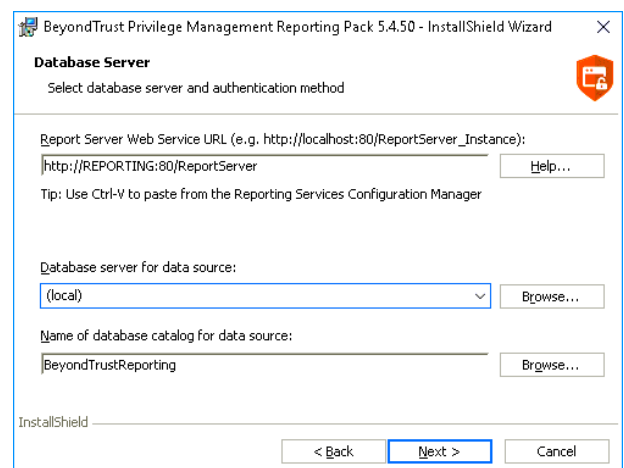 BeyondTrust Privilege Management Reporting Pack 5.4.50 - InstallShield Wizard
Database Server
Select database server and authentication method
Report Server Web Service URL (e.g. http://localhost:80/ReportServer_Instance):
http://REPORTING:80/ReportServer
Help...
Tip: Use Ctrl-V to paste from the Reporting Services Configuration Manager
Database server for data source:
(local)
Browse...
Name of database catalog for data source:
BeyondTrustReporting
Browse...
InstallShield
< Back
Next >
Cancel